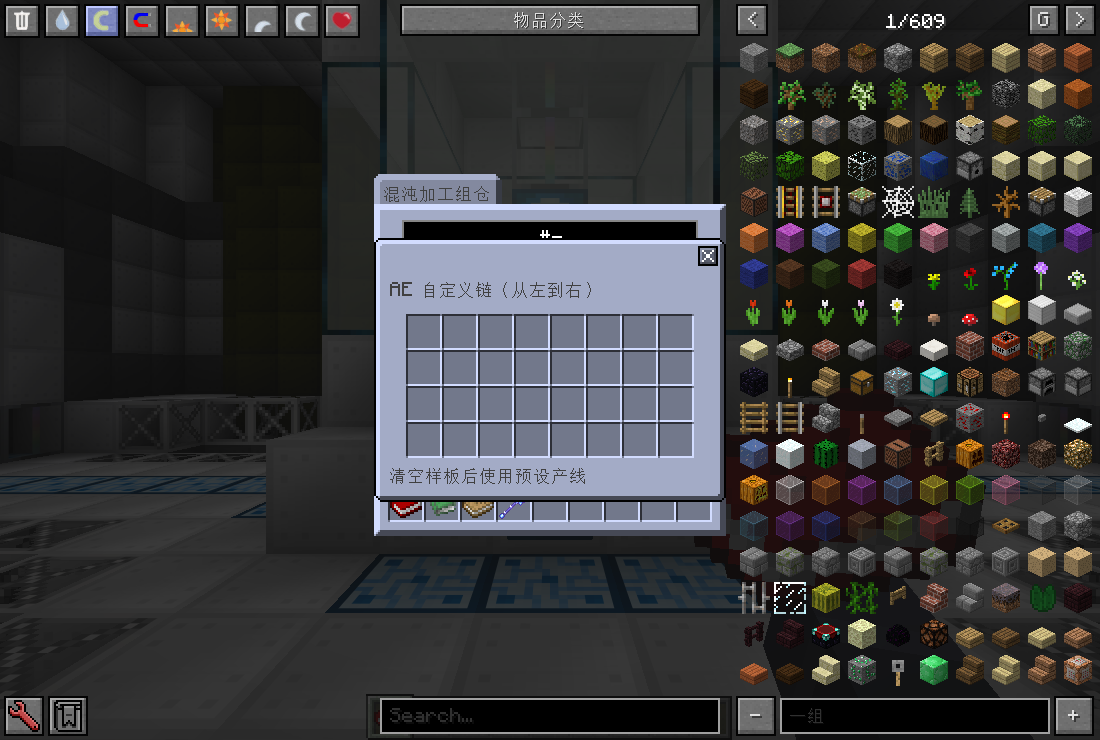 物品分类
1/609
G
混沌加工组仓
#_
AE 自定义链（从左到右）
清空样板后使用预设产线
Search...
一组